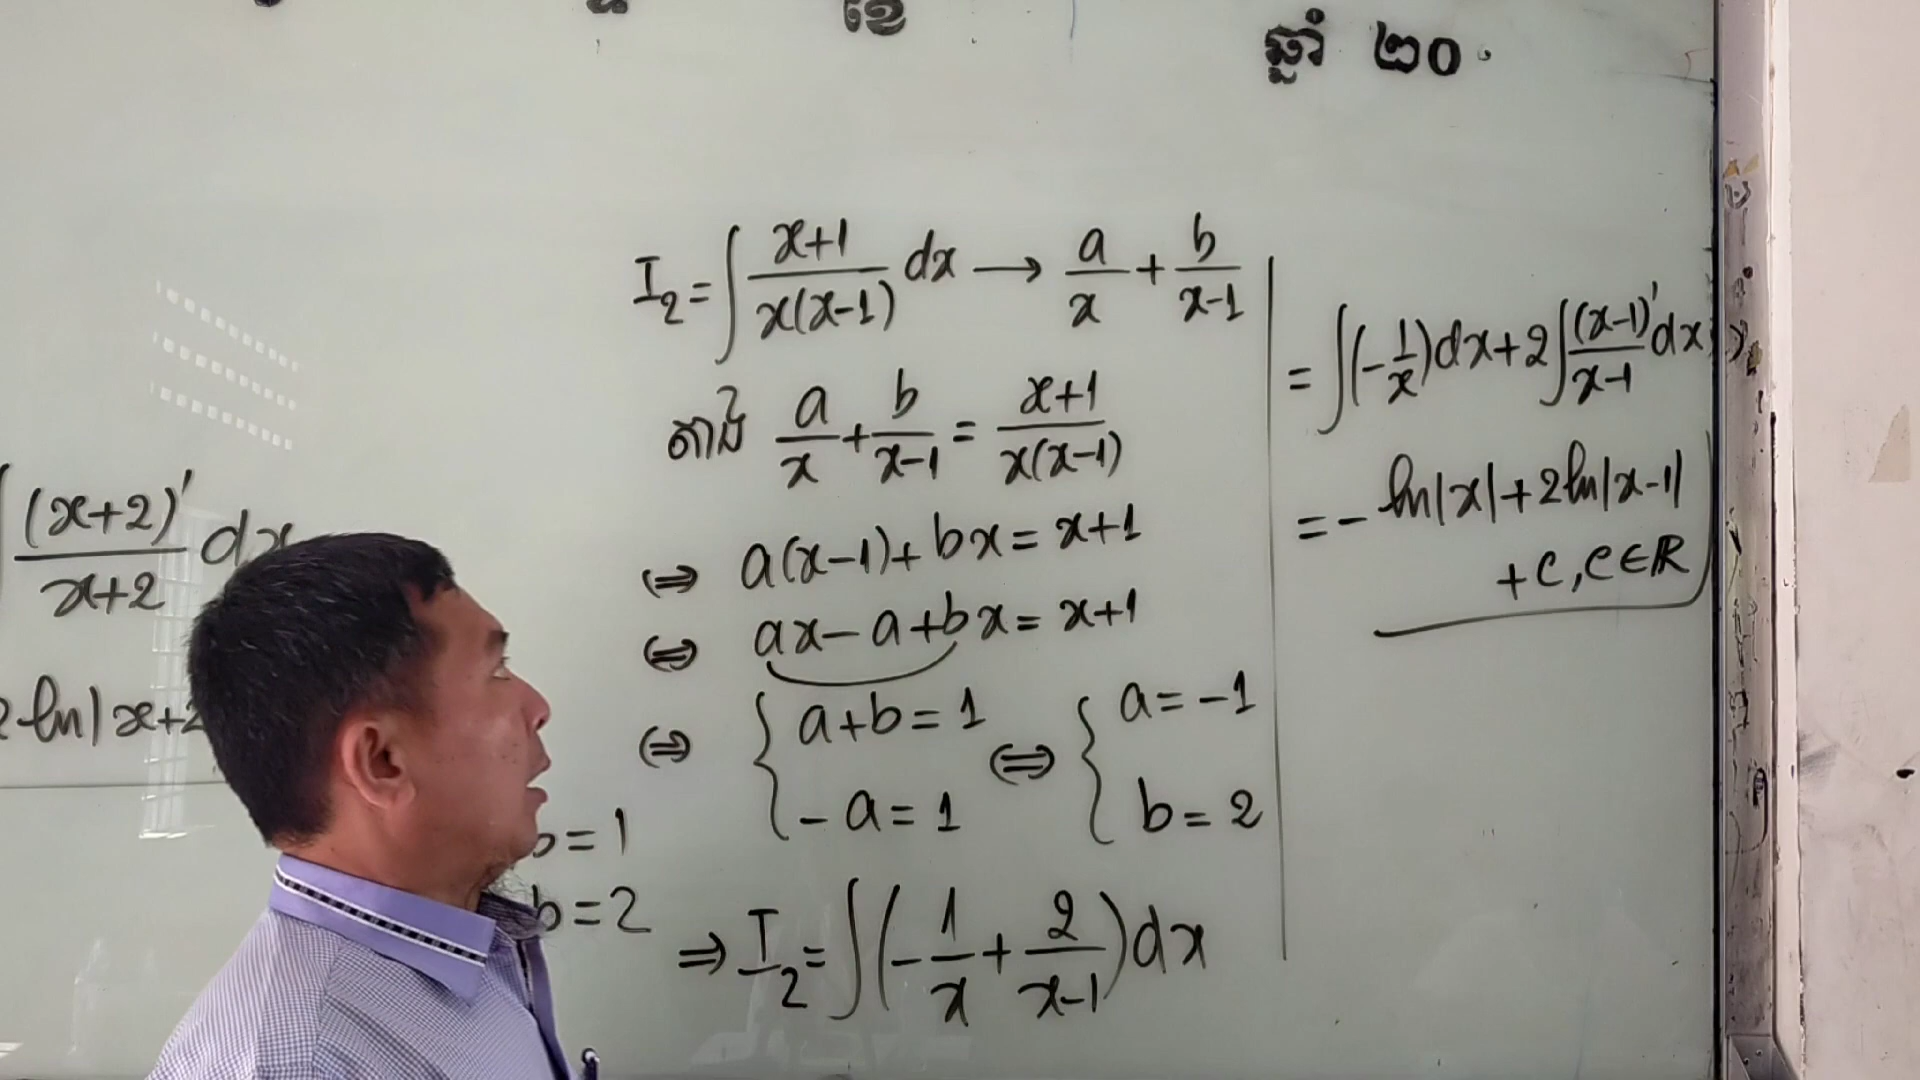 ខែ
ឆ្នាំ ២០
(x+2)' dx
x+2
ln|x+2
b=1
b=2
I₂=∫ (x+1)/(x(x-1)) dx → a/x + b/(x-1)
តាង a/x + b/(x-1) = (x+1)/(x(x-1))
⇔ a(x-1)+bx=x+1
⇔ ax-a+bx=x+1
⇔ { a+b=1 ⇔ { a=-1
-a=1 b=2
⇒ I₂=∫(-1/x + 2/(x-1))dx
= ∫(-1/x)dx+2∫ (x-1)'/(x-1) dx
= -ln|x|+2ln|x-1|
+c, c∈ℝ